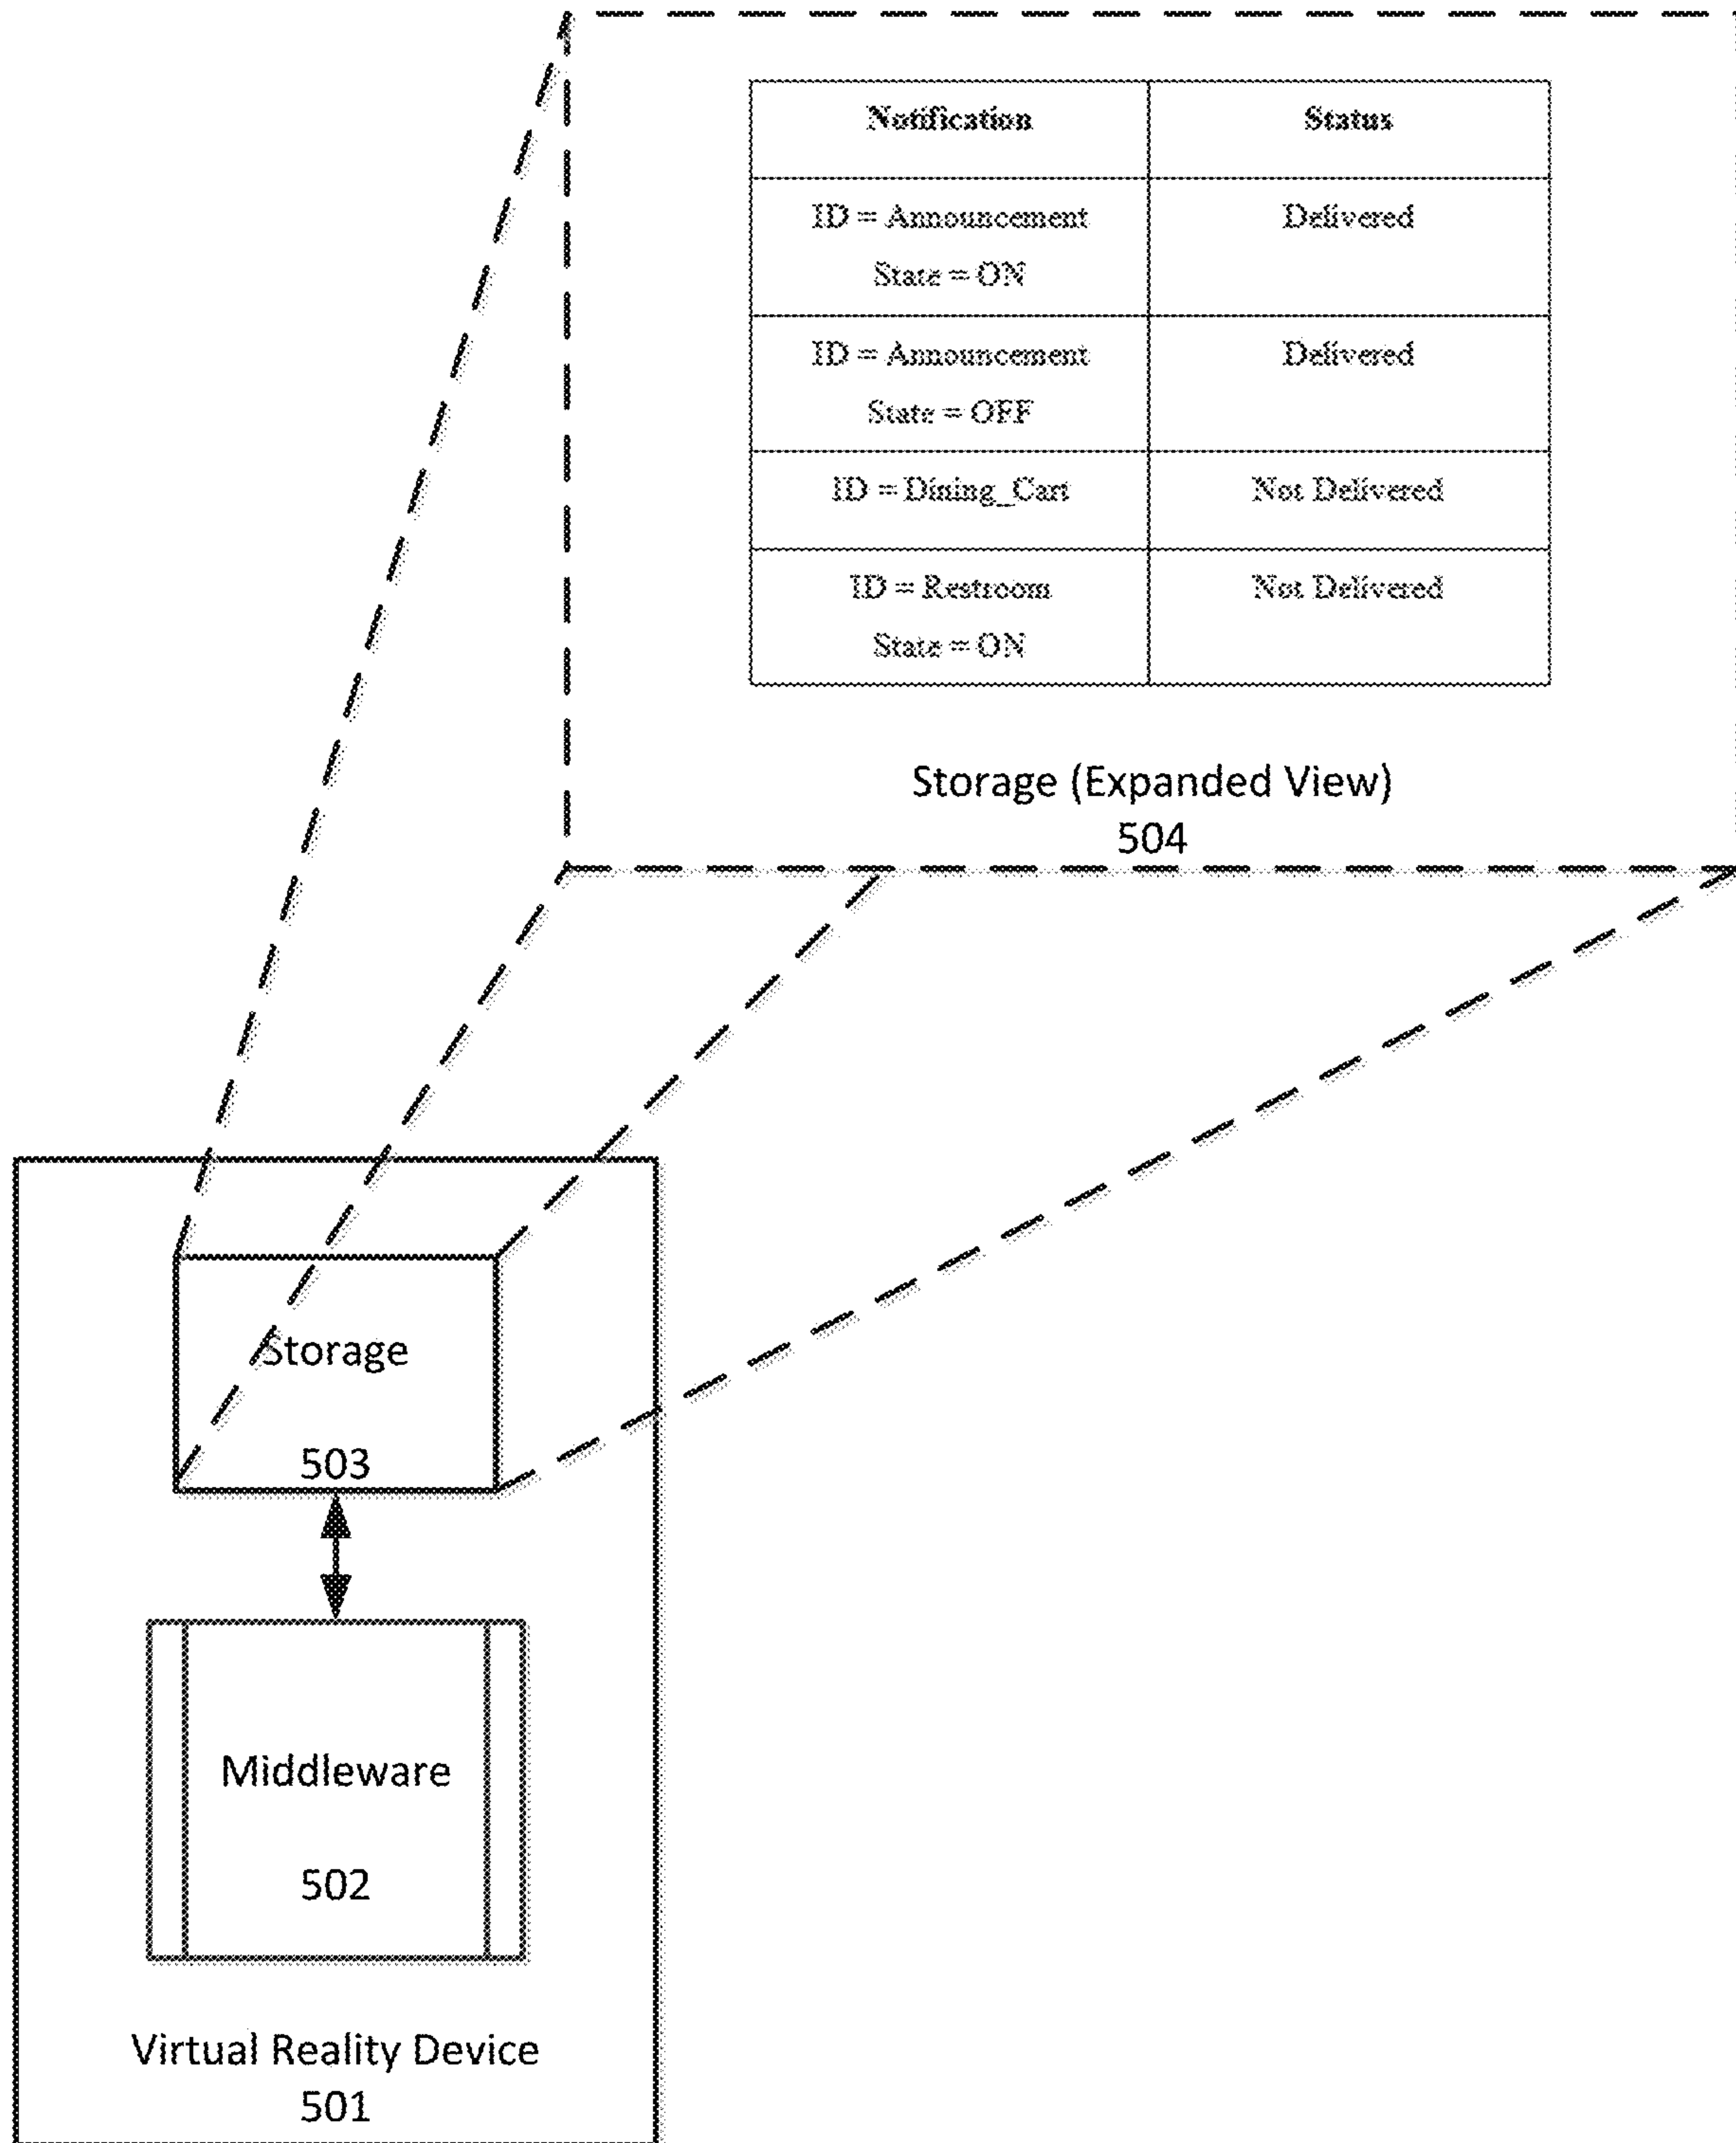 Notification Status
ID = Announcement Delivered
State = ON
ID = Announcement Delivered
State = OFF
ID = Dining_Cart Not Delivered
ID = Restroom Not Delivered
State = ON
Storage (Expanded View)
504
Storage
503
Middleware
502
Virtual Reality Device
501